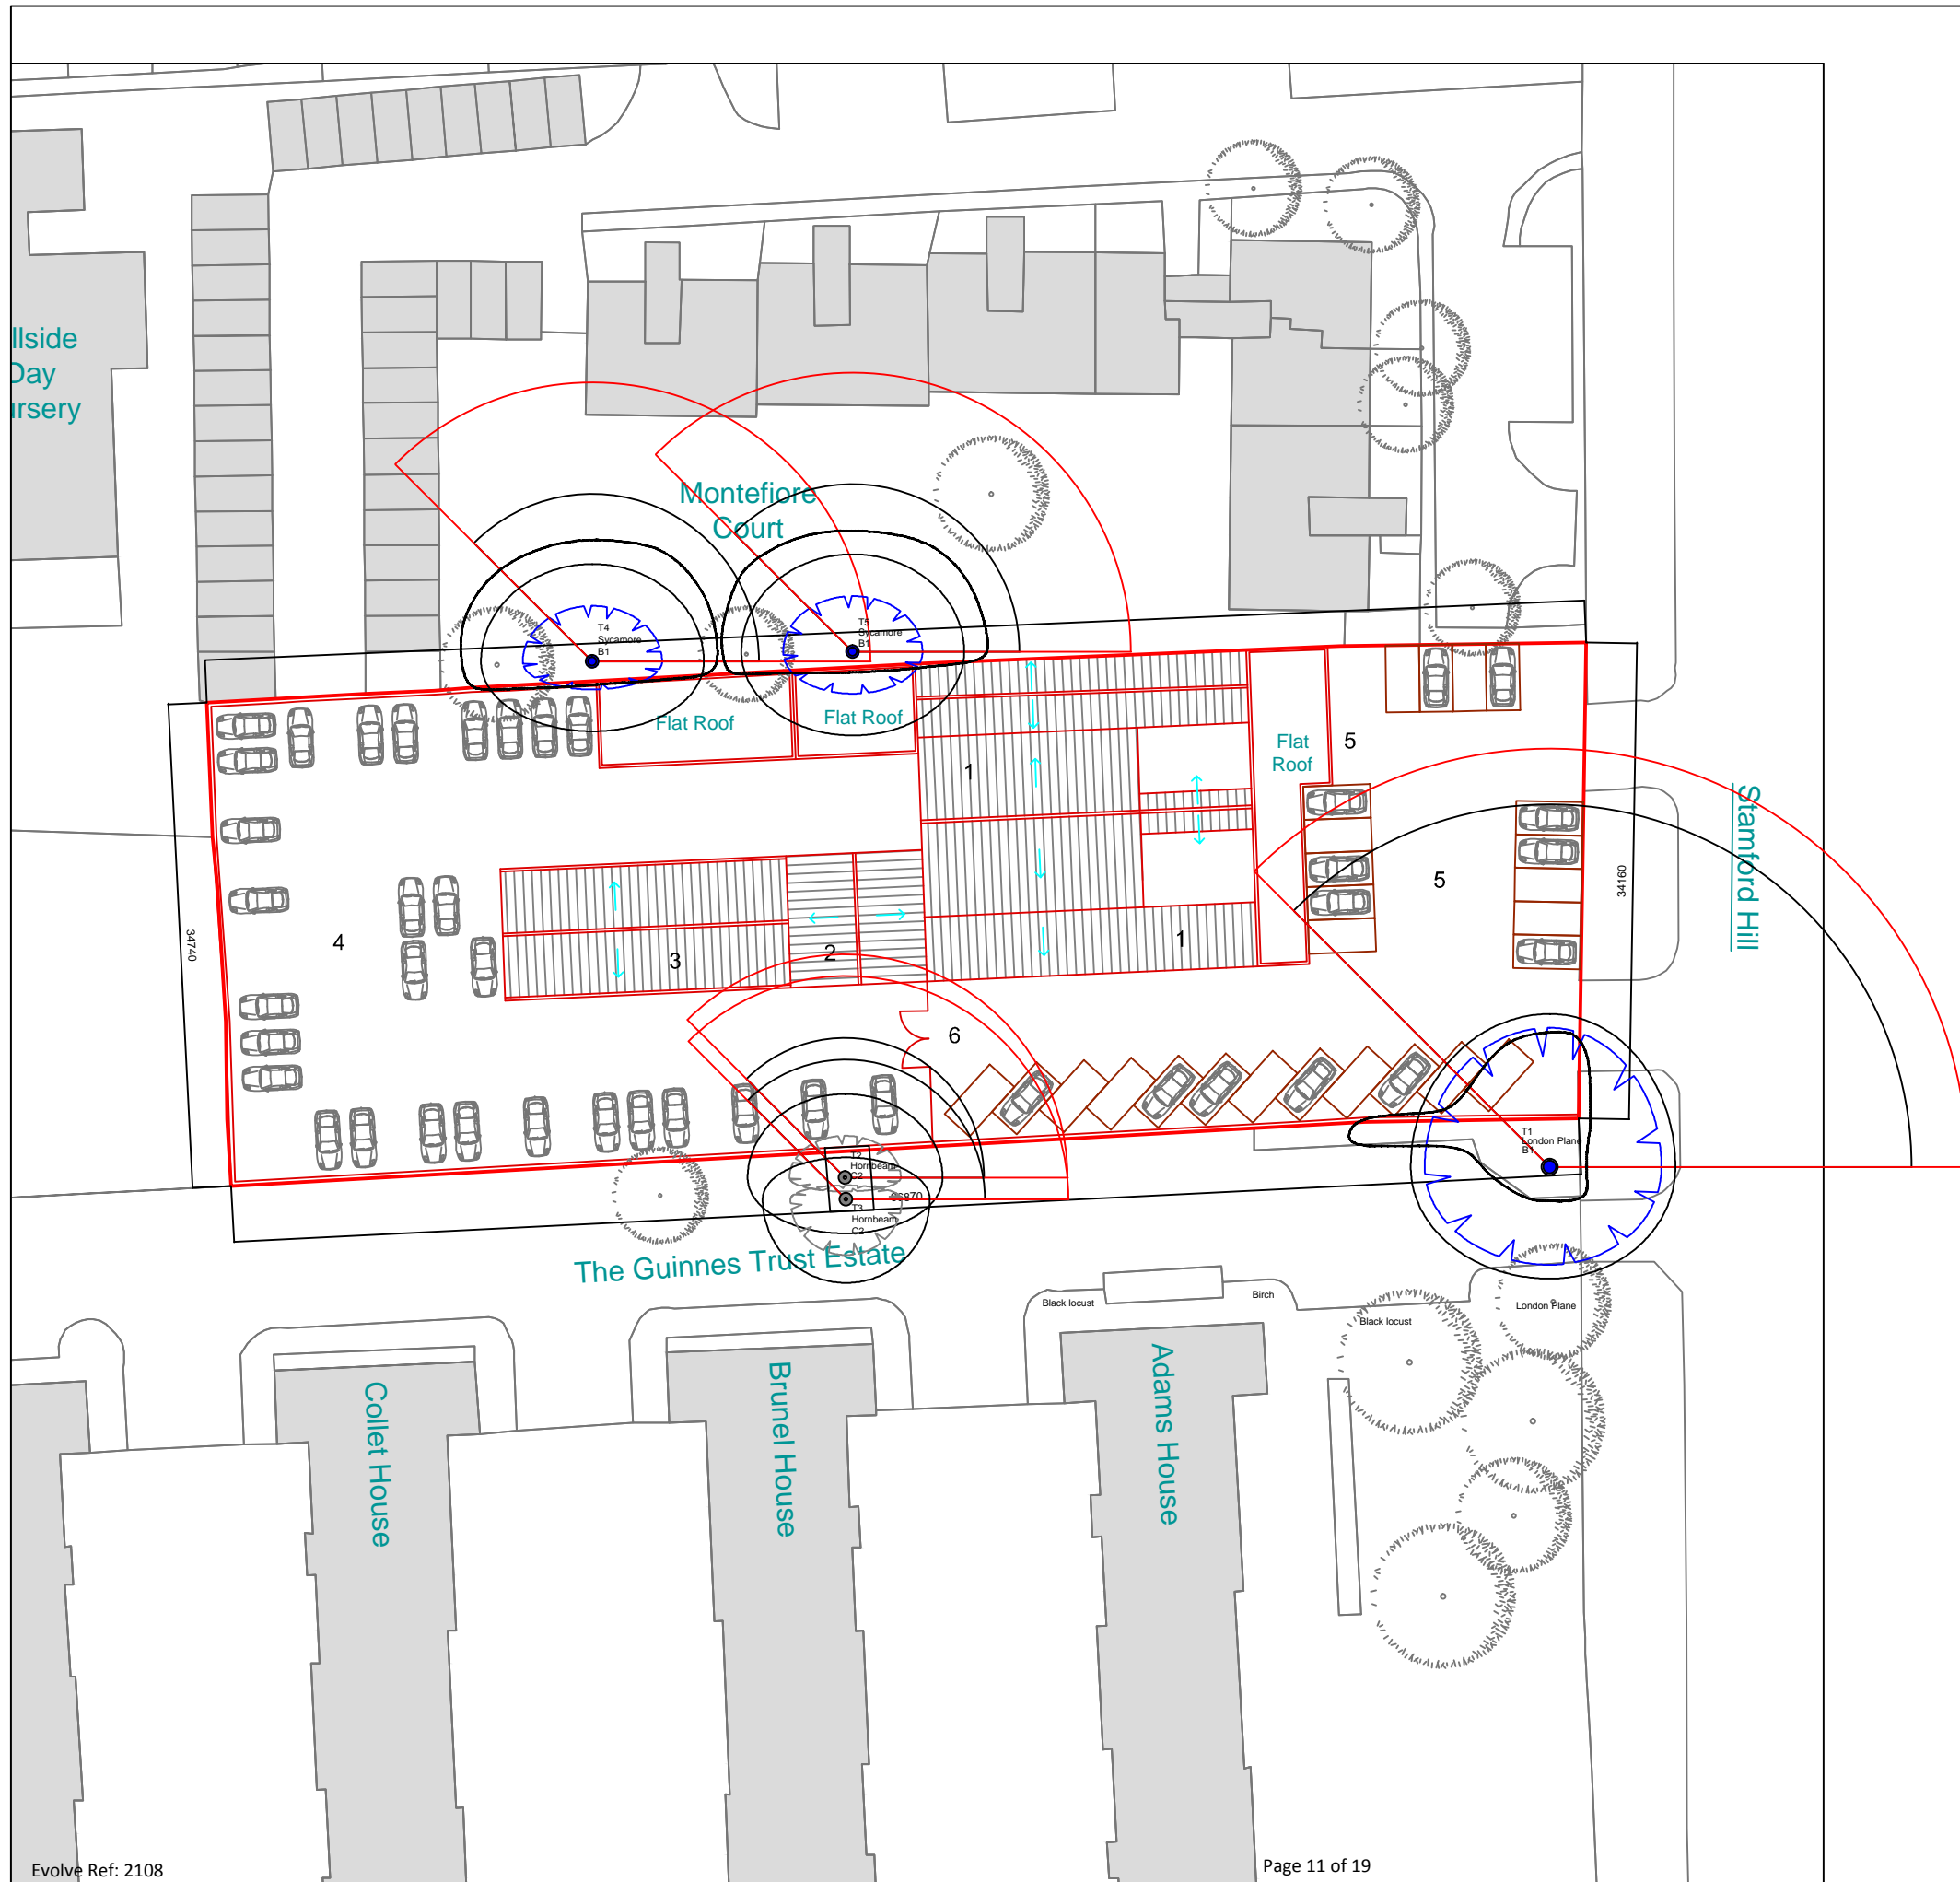 llside
Day
ursery
Montefiore
Court
T4
Sycamore
B1
T5
Sycamore
B1
Flat Roof
Flat Roof
Flat
Roof
1
5
5
1
4
3
2
6
34740
34160
Stamford Hill
T1
London Plane
B1
T2
Hornbeam
C2
96870
T3
Hornbeam
C2
The Guinnes Trust Estate
Black locust
Birch
Black locust
London Plane
Collet House
Brunel House
Adams House
Evolve Ref: 2108
Page 11 of 19